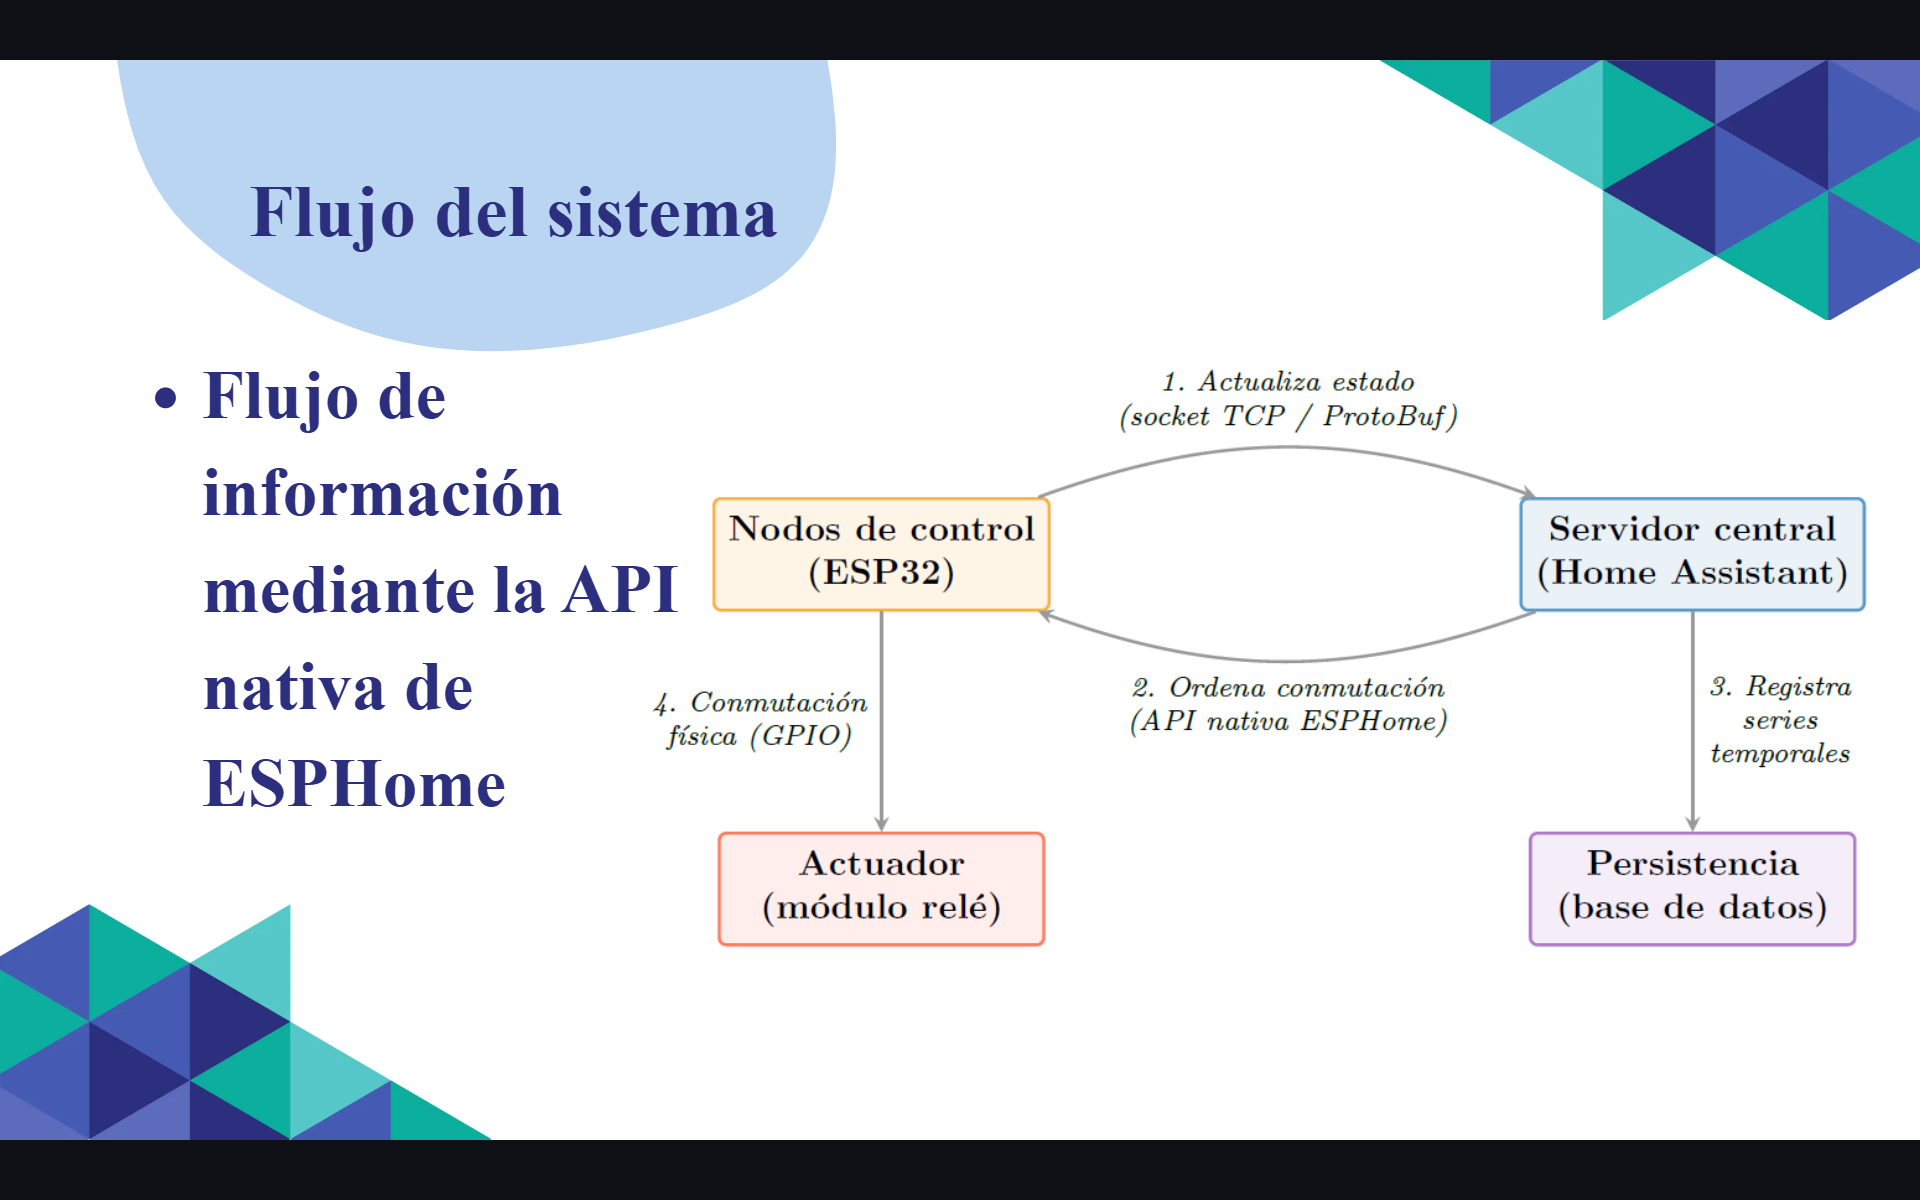 Flujo del sistema
• Flujo de
información
mediante la API
nativa de
ESPHome
1. Actualiza estado
(socket TCP / ProtoBuf)
Nodos de control
(ESP32)
Servidor central
(Home Assistant)
4. Conmutación
física (GPIO)
2. Ordena conmutación
(API nativa ESPHome)
3. Registra
series
temporales
Actuador
(módulo relé)
Persistencia
(base de datos)